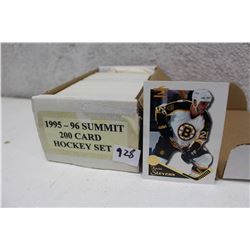 1995-96 SUMMIT
200 CARD
HOCKEY SET
928
Stevens